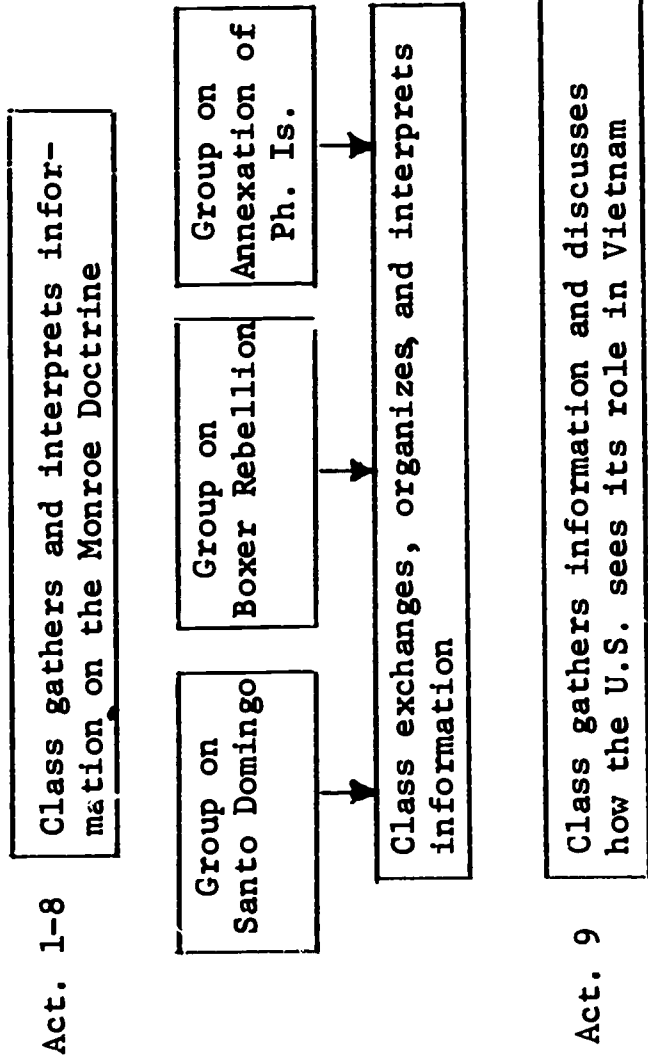 Act. 1-8
Class gathers and interprets infor-
mation on the Monroe Doctrine
Group on
Santo Domingo
Group on
Boxer Rebellion
Group on
Annexation of
Ph. Is.
Class exchanges, organizes, and interprets
information
Act. 9
Class gathers information and discusses
how the U.S. sees its role in Vietnam